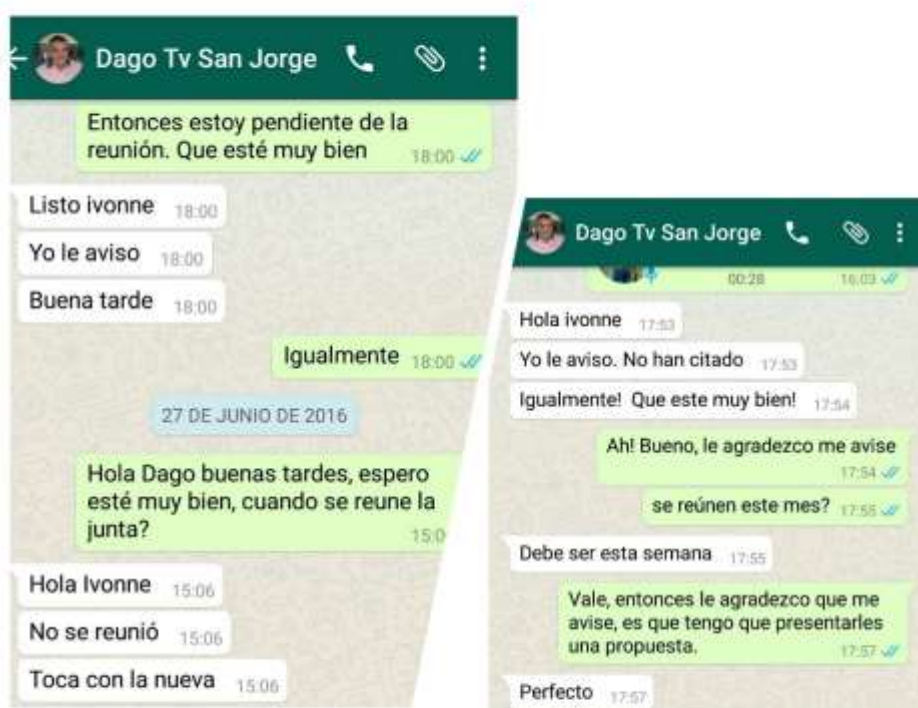 Dago Tv San Jorge
Entonces estoy pendiente de la
reunión. Que esté muy bien 18:00
Listo ivonne 18:00
Yo le aviso 18:00
Buena tarde 18:00
Igualmente 18:00
27 DE JUNIO DE 2016
Hola Dago buenas tardes, espero
esté muy bien, cuando se reune la
junta? 15:0
Hola Ivonne 15:06
No se reunió 15:06
Toca con la nueva 15:06
Dago Tv San Jorge
00:28 16:03
Hola ivonne 17:53
Yo le aviso. No han citado 17:53
Igualmente! Que este muy bien! 17:54
Ah! Bueno, le agradezco me avise
17:54
se reúnen este mes? 17:55
Debe ser esta semana 17:55
Vale, entonces le agradezco que me
avise, es que tengo que presentarles
una propuesta. 17:57
Perfecto 17:57